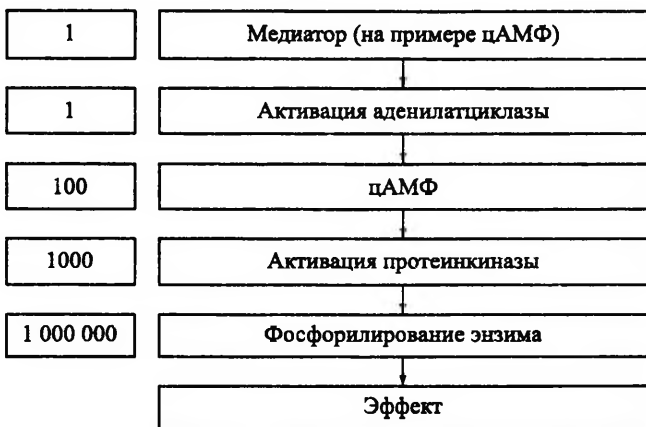 1 Медиатор (на примере цАМФ)
1 Активация аденилатциклазы
100 цАМФ
1000 Активация протеинкиназы
1 000 000 Фосфорилирование энзима
Эффект